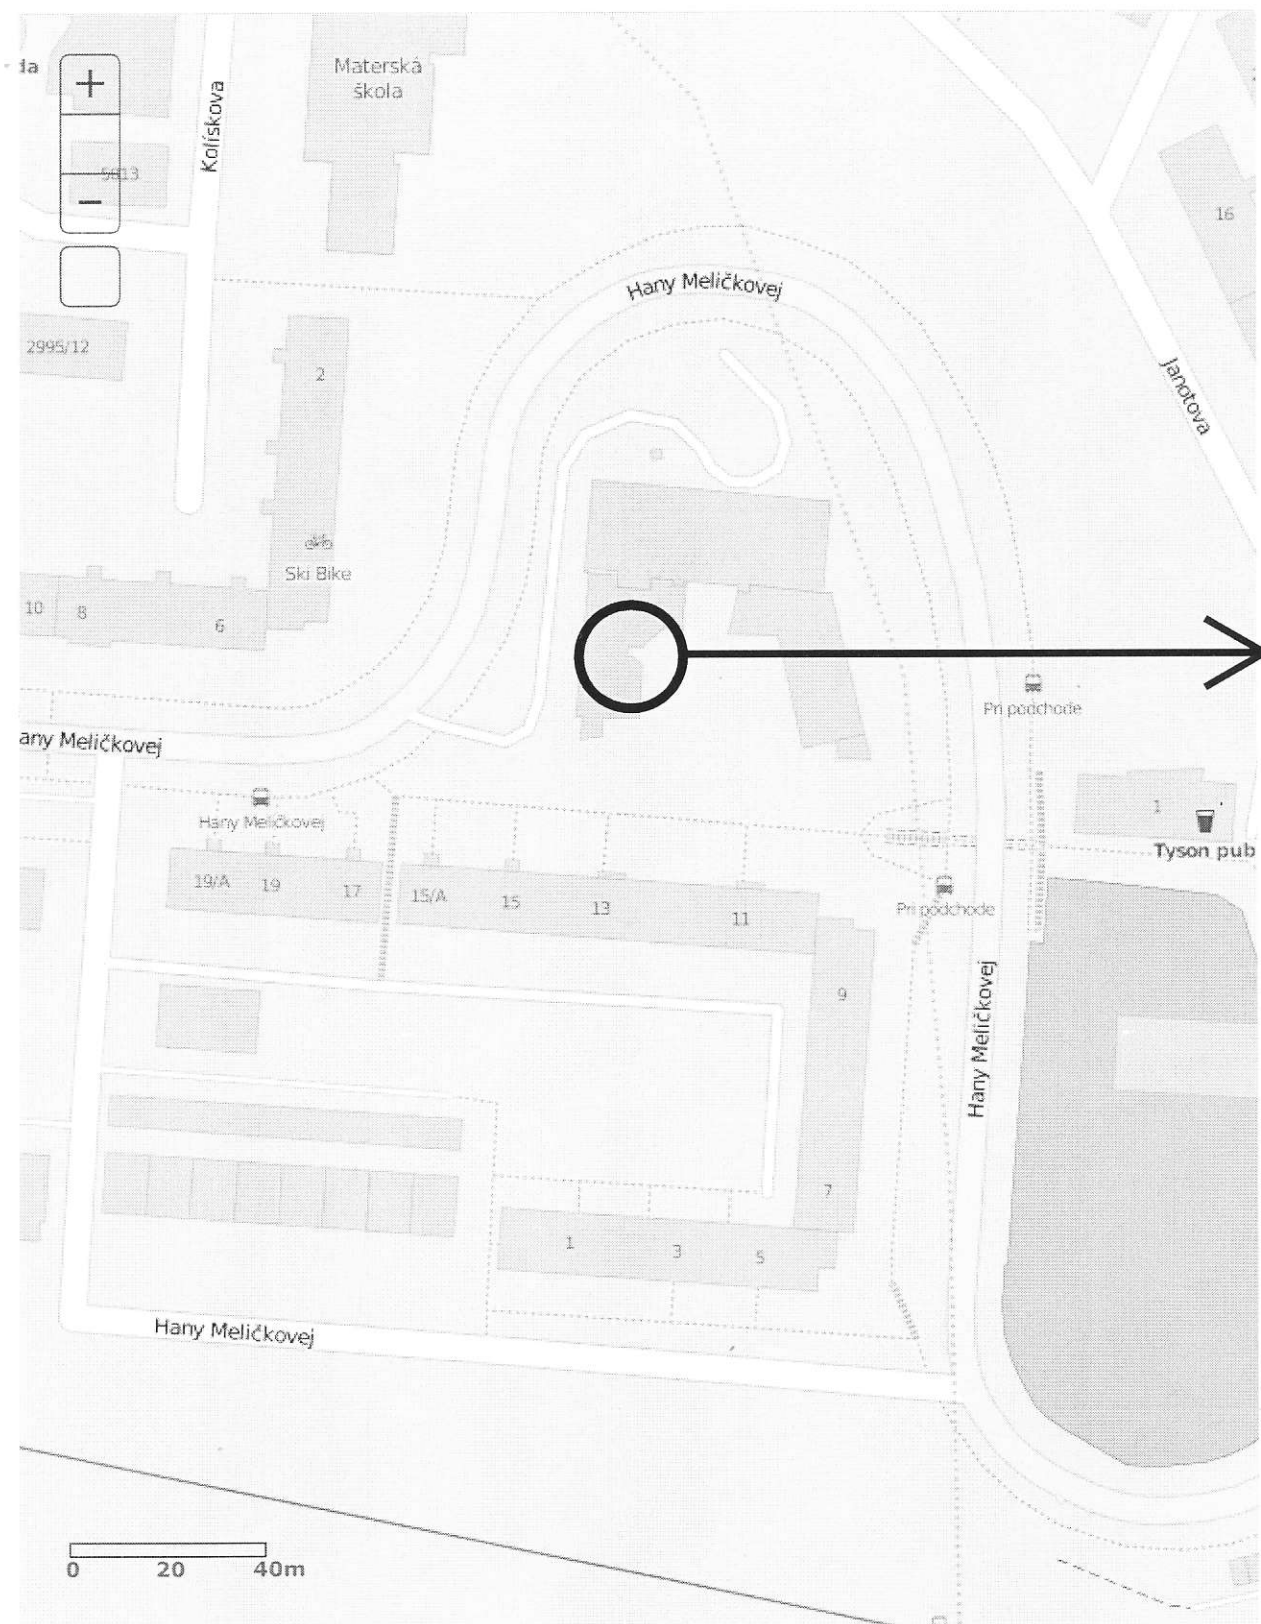 Materská
škola
Kolískova
5613
16
Hany Meličkovej
2995/12
2
Janotova
Ski Bike
10
8
6
Pri podchode
any Meličkovej
Hany Meličkovej
1
Tyson pub
19/A
19
17
15/A
15
13
11
Pri podchode
9
Hany Meličkovej
7
1
3
5
Hany Meličkovej
0 20 40m